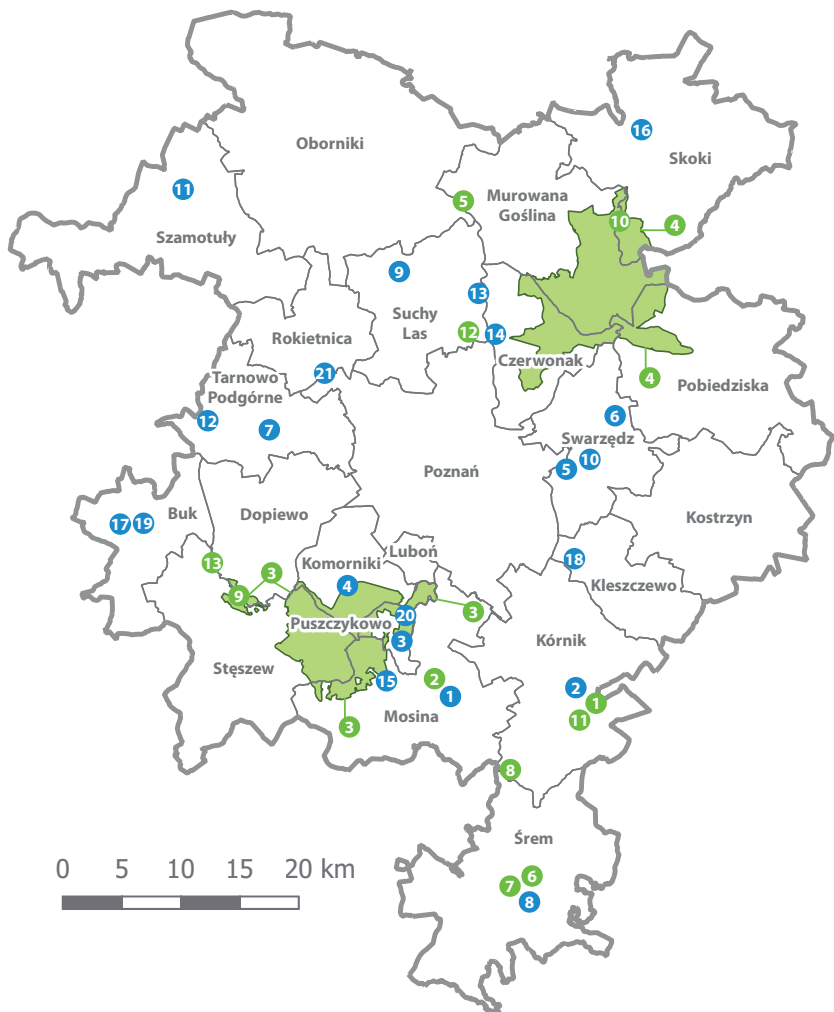 16
Oborniki
Skoki
11
Murowana
Goślina
5
10
4
Szamotuły
9
13
Suchy
Las
12
14
Rokietnica
Czerwonak
21
Tarnowo
Podgórne
4
Pobiedziska
12
7
6
Swarzędz
10
5
Poznań
Buk
Dopiewo
Kostrzyn
17
19
Luboń
Komorniki
13
3
18
Kleszczewo
4
9
20
3
Puszczykowo
3
Kórnik
Stęszew
15
2
1
2
1
11
Mosina
3
8
Śrem
0 5 10 15 20 km
6
7
8